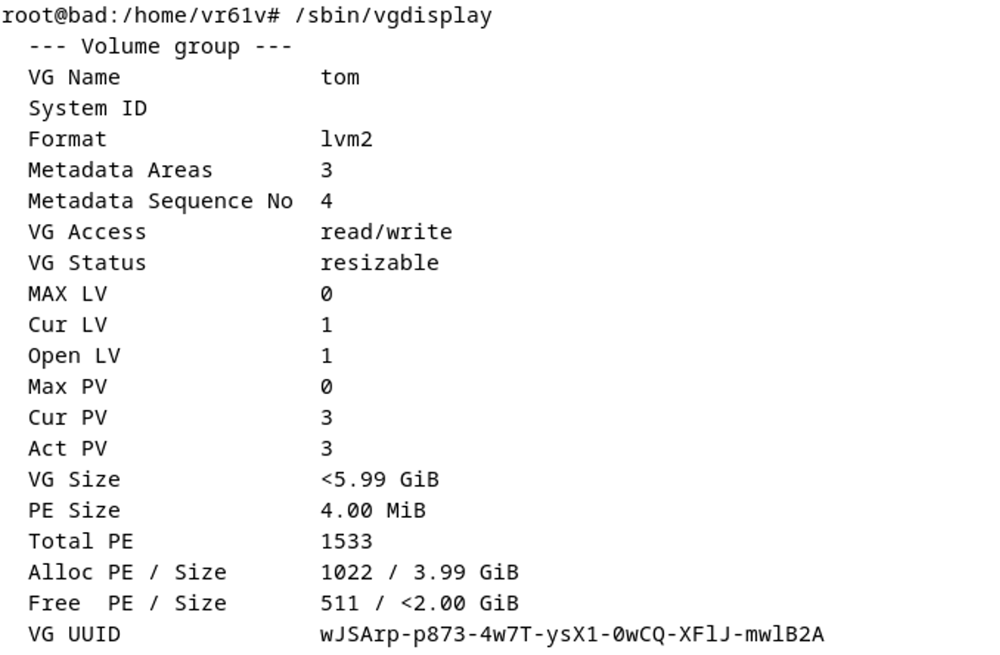 root@bad:/home/vr61v# /sbin/vgdisplay
  --- Volume group ---
  VG Name               tom
  System ID
  Format                lvm2
  Metadata Areas        3
  Metadata Sequence No  4
  VG Access             read/write
  VG Status             resizable
  MAX LV                0
  Cur LV                1
  Open LV               1
  Max PV                0
  Cur PV                3
  Act PV                3
  VG Size               <5.99 GiB
  PE Size               4.00 MiB
  Total PE              1533
  Alloc PE / Size       1022 / 3.99 GiB
  Free  PE / Size       511 / <2.00 GiB
  VG UUID               wJSArp-p873-4w7T-ysX1-0wCQ-XFlJ-mwlB2A